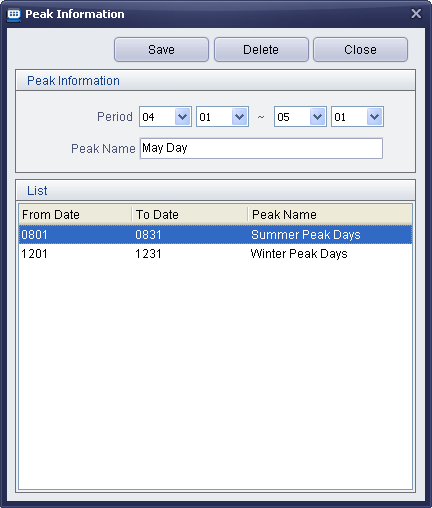 Peak Information
Save Delete Close
Peak Information
Period 04 01 ~ 05 01
Peak Name May Day
List
From Date To Date Peak Name
0801 0831 Summer Peak Days
1201 1231 Winter Peak Days